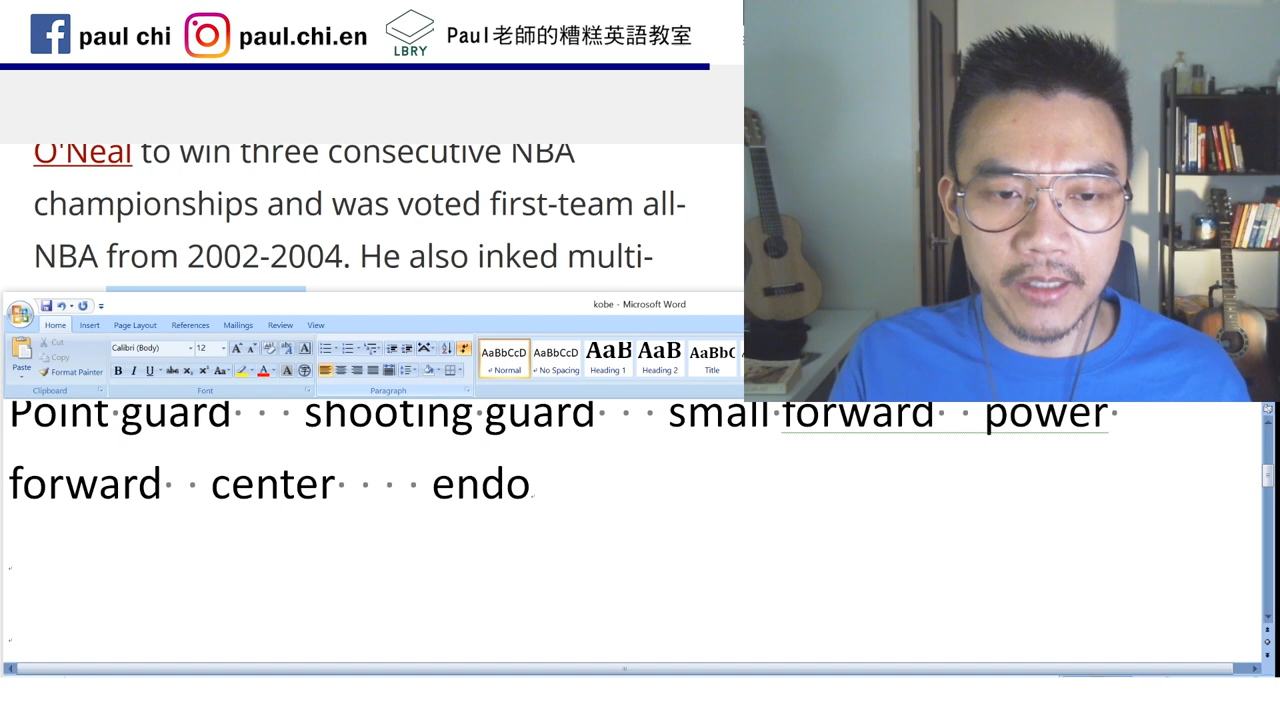 paul chi paul.chi.en LBRY Paul老師的糟糕英語教室
O'Neal to win three consecutive NBA
championships and was voted first-team all-
NBA from 2002-2004. He also inked multi-
kobe - Microsoft Word
Home Insert Page Layout References Mailings Review View
Cut
Copy
Paste Format Painter
Calibri (Body) 12
AaBbCcD AaBbCcD AaB AaB AaBbC
Normal No Spacing Heading 1 Heading 2 Title
Clipboard Font Paragraph
Point guard shooting guard small forward power
forward center endo